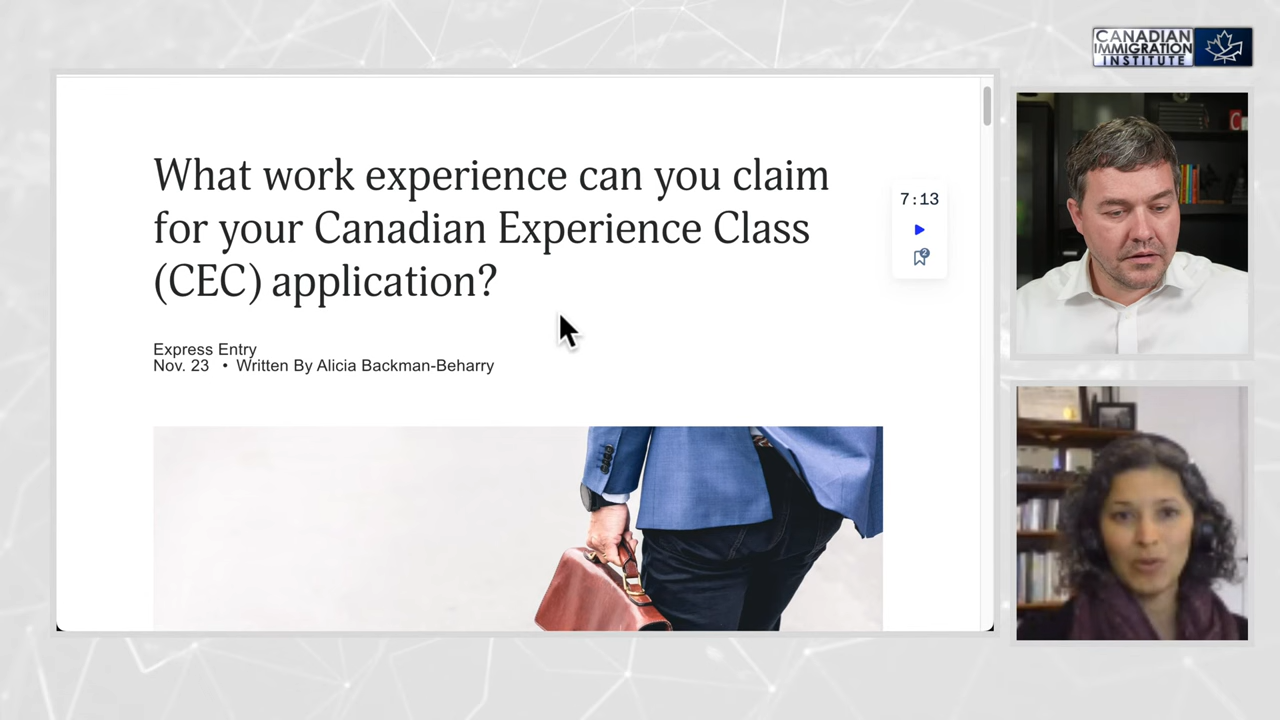 CANADIAN
IMMIGRATION
INSTITUTE
What work experience can you claim
for your Canadian Experience Class
(CEC) application?
7:13
2
Express Entry
Nov. 23 • Written By Alicia Backman-Beharry